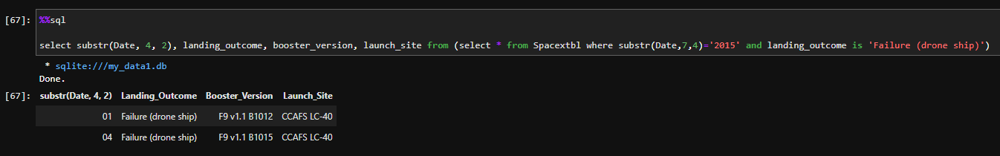 [67]: %%sql
select substr(Date, 4, 2), landing_outcome, booster_version, launch_site from (select * from Spacextbl where substr(Date,7,4)='2015' and landing_outcome is 'Failure (drone ship)')
* sqlite:///my_data1.db
Done.
[67]: substr(Date, 4, 2) Landing_Outcome Booster_Version Launch_Site
01 Failure (drone ship) F9 v1.1 B1012 CCAFS LC-40
04 Failure (drone ship) F9 v1.1 B1015 CCAFS LC-40